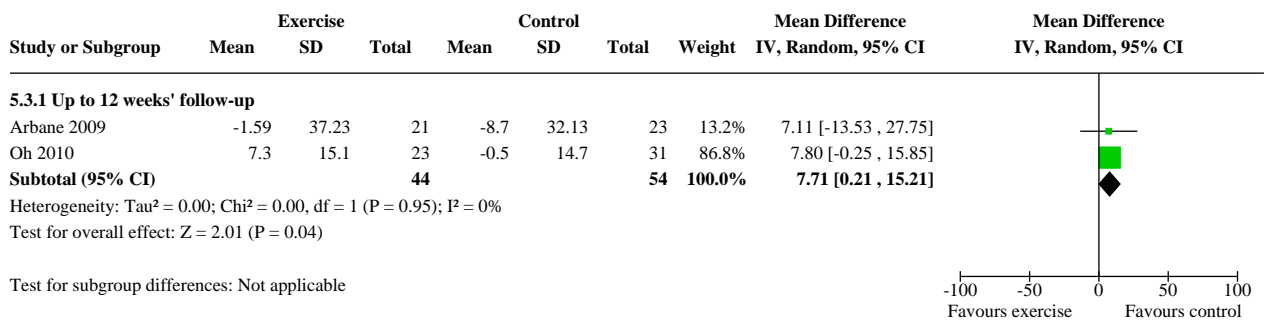 Exercise Control Mean Difference Mean Difference
Study or Subgroup Mean SD Total Mean SD Total Weight IV, Random, 95% CI IV, Random, 95% CI
5.3.1 Up to 12 weeks' follow-up
Arbane 2009 -1.59 37.23 21 -8.7 32.13 23 13.2% 7.11 [-13.53 , 27.75]
Oh 2010 7.3 15.1 23 -0.5 14.7 31 86.8% 7.80 [-0.25 , 15.85]
Subtotal (95% CI) 44 54 100.0% 7.71 [0.21 , 15.21]
Heterogeneity: Tau² = 0.00; Chi² = 0.00, df = 1 (P = 0.95); I² = 0%
Test for overall effect: Z = 2.01 (P = 0.04)
Test for subgroup differences: Not applicable
-100 -50 0 50 100
Favours exercise Favours control